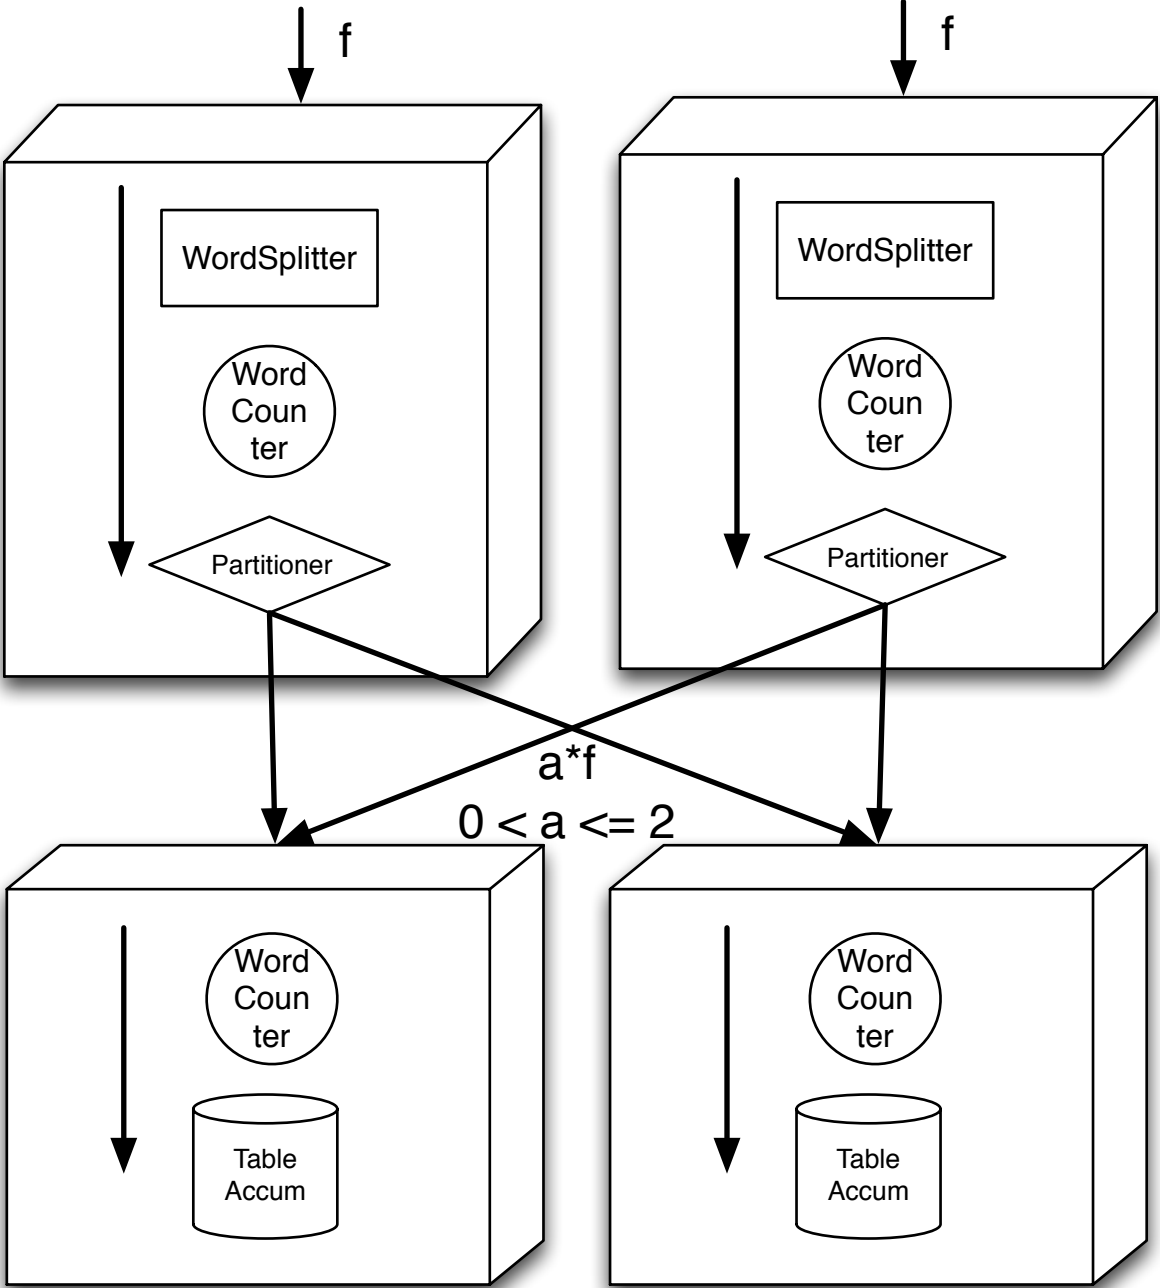 f
f
WordSplitter
WordSplitter
Word
Coun
ter
Word
Coun
ter
Partitioner
Partitioner
a*f
0 < a <= 2
Word
Coun
ter
Word
Coun
ter
Table
Accum
Table
Accum